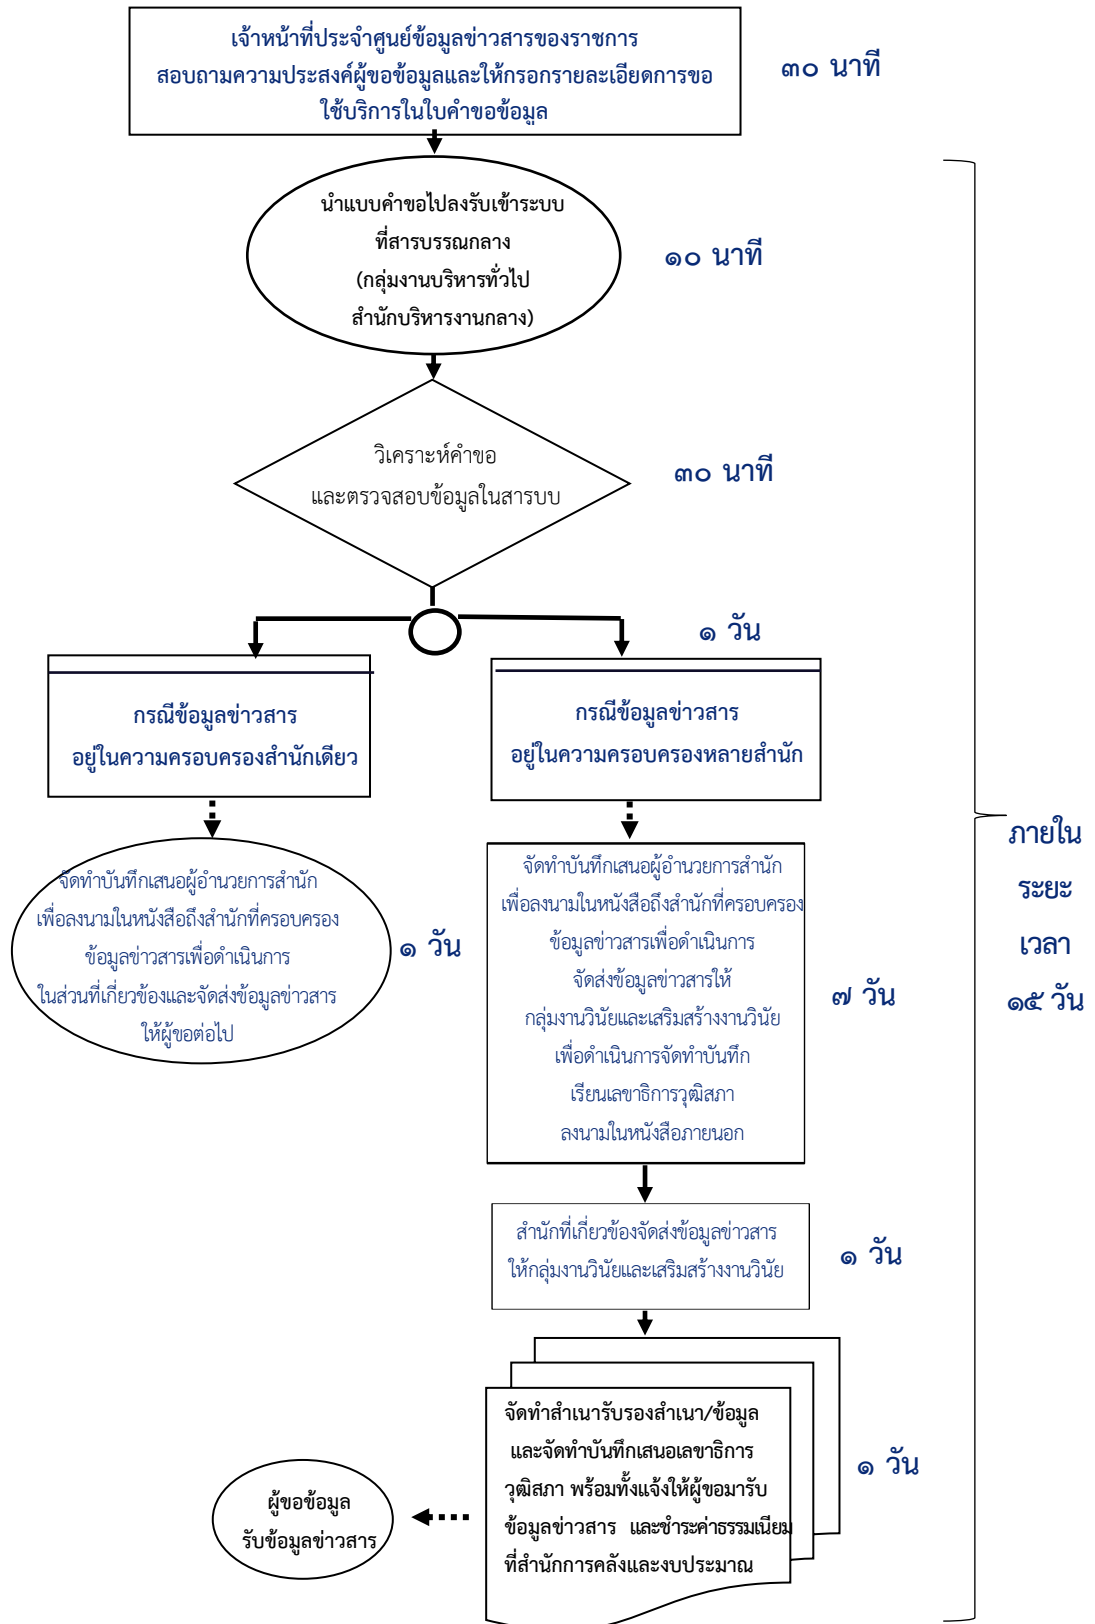 เจ้าหน้าที่ประจำศูนย์ข้อมูลข่าวสารของราชการ
สอบถามความประสงค์ผู้ขอข้อมูลและให้กรอกรายละเอียดการขอ
ใช้บริการในใบคำขอข้อมูล
๓๐ นาที
นำแบบคำขอไปลงรับเข้าระบบ
ที่สารบรรณกลาง
(กลุ่มงานบริหารทั่วไป
สำนักบริหารงานกลาง)
๑๐ นาที
วิเคราะห์คำขอ
และตรวจสอบข้อมูลในสารบบ
๓๐ นาที
๑ วัน
กรณีข้อมูลข่าวสาร
อยู่ในความครอบครองสำนักเดียว
กรณีข้อมูลข่าวสาร
อยู่ในความครอบครองหลายสำนัก
จัดทำบันทึกเสนอผู้อำนวยการสำนัก
เพื่อลงนามในหนังสือถึงสำนักที่ครอบครอง
ข้อมูลข่าวสารเพื่อดำเนินการ
ในส่วนที่เกี่ยวข้องและจัดส่งข้อมูลข่าวสาร
ให้ผู้ขอต่อไป
๑ วัน
จัดทำบันทึกเสนอผู้อำนวยการสำนัก
เพื่อลงนามในหนังสือถึงสำนักที่ครอบครอง
ข้อมูลข่าวสารเพื่อดำเนินการ
จัดส่งข้อมูลข่าวสารให้
กลุ่มงานวินัยและเสริมสร้างงานวินัย
เพื่อดำเนินการจัดทำบันทึก
เรียนเลขาธิการวุฒิสภา
ลงนามในหนังสือภายนอก
๗ วัน
ภายใน
ระยะ
เวลา
๑๕ วัน
สำนักที่เกี่ยวข้องจัดส่งข้อมูลข่าวสาร
ให้กลุ่มงานวินัยและเสริมสร้างงานวินัย
๑ วัน
จัดทำสำเนารับรองสำเนา/ข้อมูล
และจัดทำบันทึกเสนอเลขาธิการ
วุฒิสภา พร้อมทั้งแจ้งให้ผู้ขอมารับ
ข้อมูลข่าวสาร และชำระค่าธรรมเนียม
ที่สำนักการคลังและงบประมาณ
๑ วัน
ผู้ขอข้อมูล
รับข้อมูลข่าวสาร